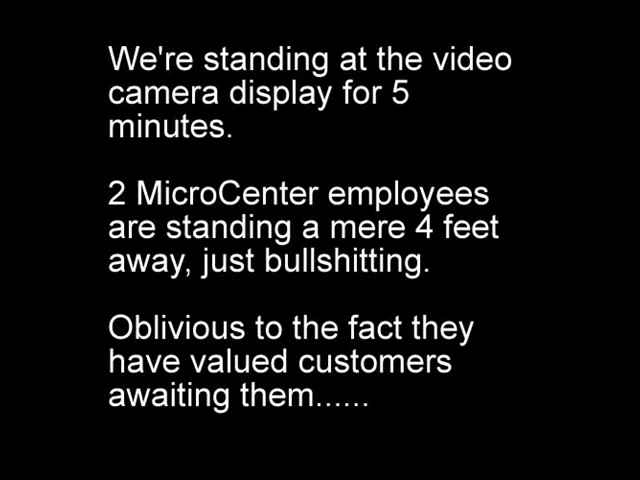 We're standing at the video
camera display for 5
minutes.
2 MicroCenter employees
are standing a mere 4 feet
away, just bullshitting.
Oblivious to the fact they
have valued customers
awaiting them......